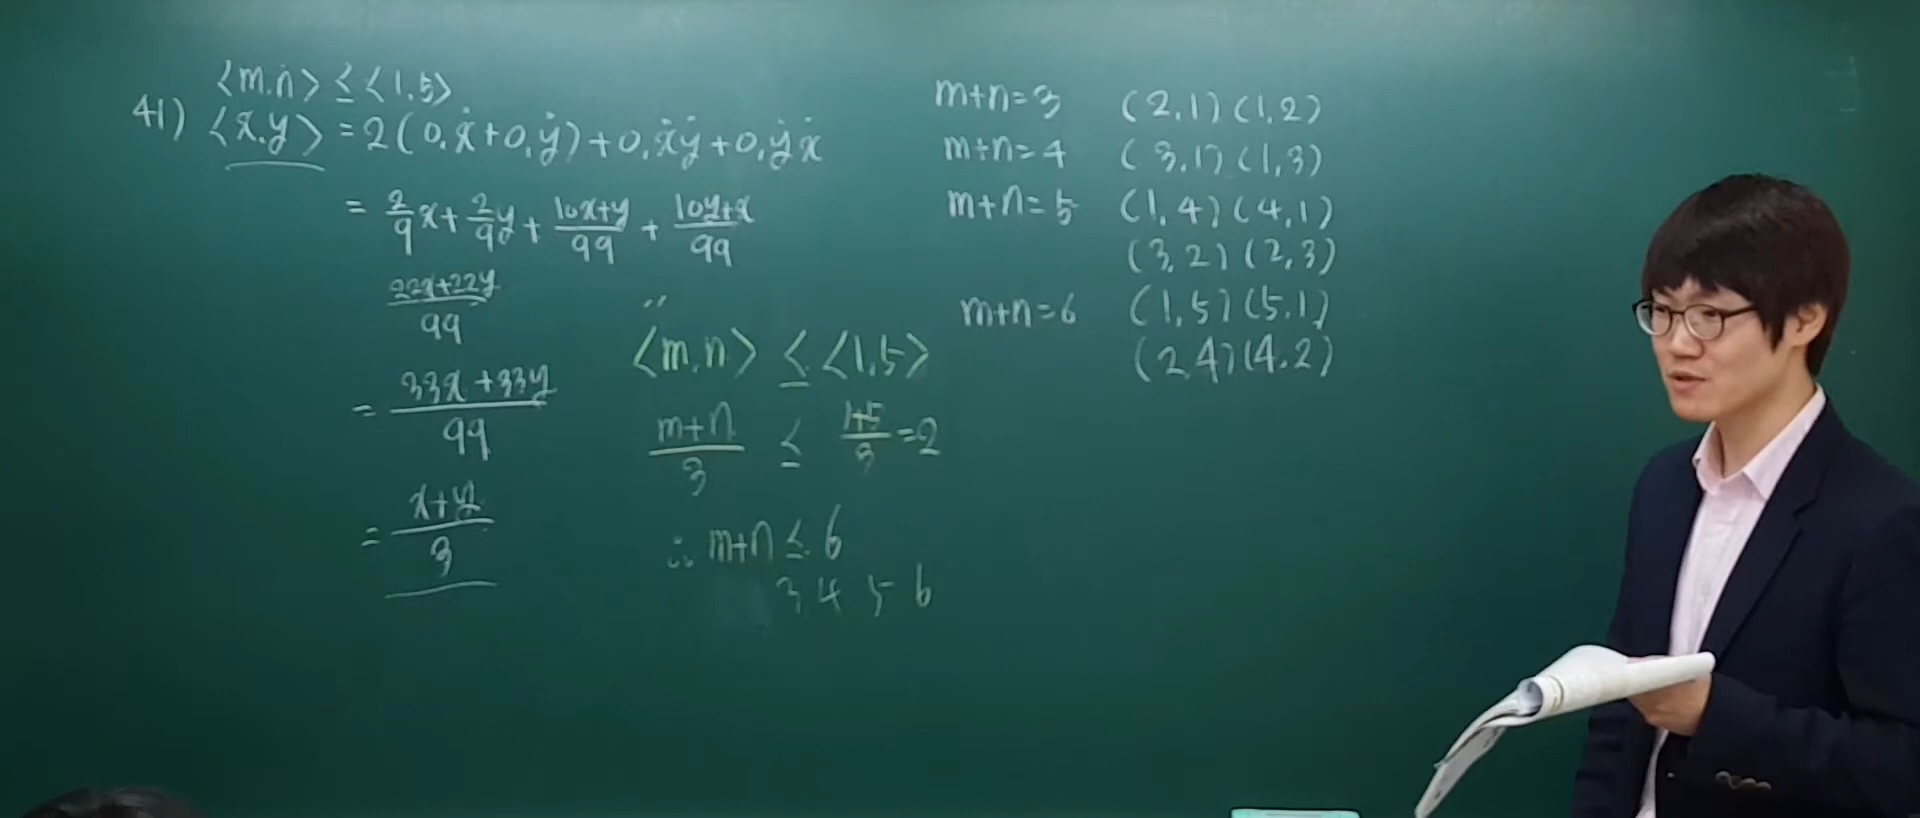 ⟨m.n⟩ ≤ ⟨1.5⟩
41) ⟨x.y⟩ = 2(0.ẋ+0.ẏ)+0.ẋẏ+0.ẏẋ
= 2/9 x + 2/9 y + (10x+y)/99 + (10y+x)/99
(22x+22y)/99
= (33x+33y)/99
= (x+y)/3
⟨m.n⟩ ≤ ⟨1.5⟩
(m+n)/3 ≤ (1+5)/3 = 2
∴ m+n ≤ 6
3 4 5 6
m+n=3 (2,1)(1,2)
m+n=4 (3,1)(1,3)
m+n=5 (1,4)(4,1)
(3,2)(2,3)
m+n=6 (1,5)(5,1)
(2,4)(4,2)